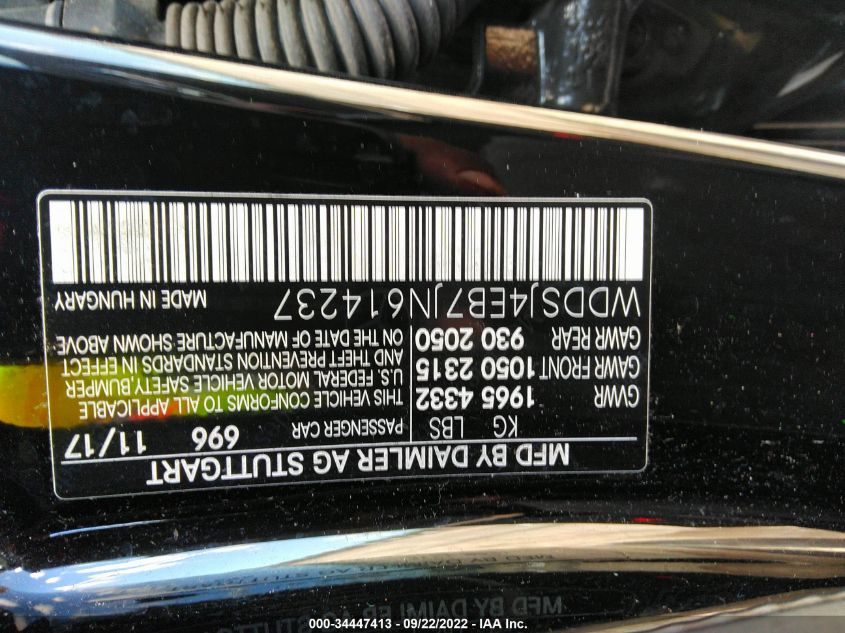 MFD BY DAIMLER AG STUTTGART
KG LBS
GWR 1965 4332
GAWR FRONT 1050 2315
GAWR REAR 930 2050
PASSENGER CAR 696 11/17
THIS VEHICLE CONFORMS TO ALL APPLICABLE
U.S. FEDERAL MOTOR VEHICLE SAFETY, BUMPER
AND THEFT PREVENTION STANDARDS IN EFFECT
ON THE DATE OF MANUFACTURE SHOWN ABOVE
WDDSJ4EB7JN614237 MADE IN HUNGARY
000-34447413 - 09/22/2022 - IAA Inc.